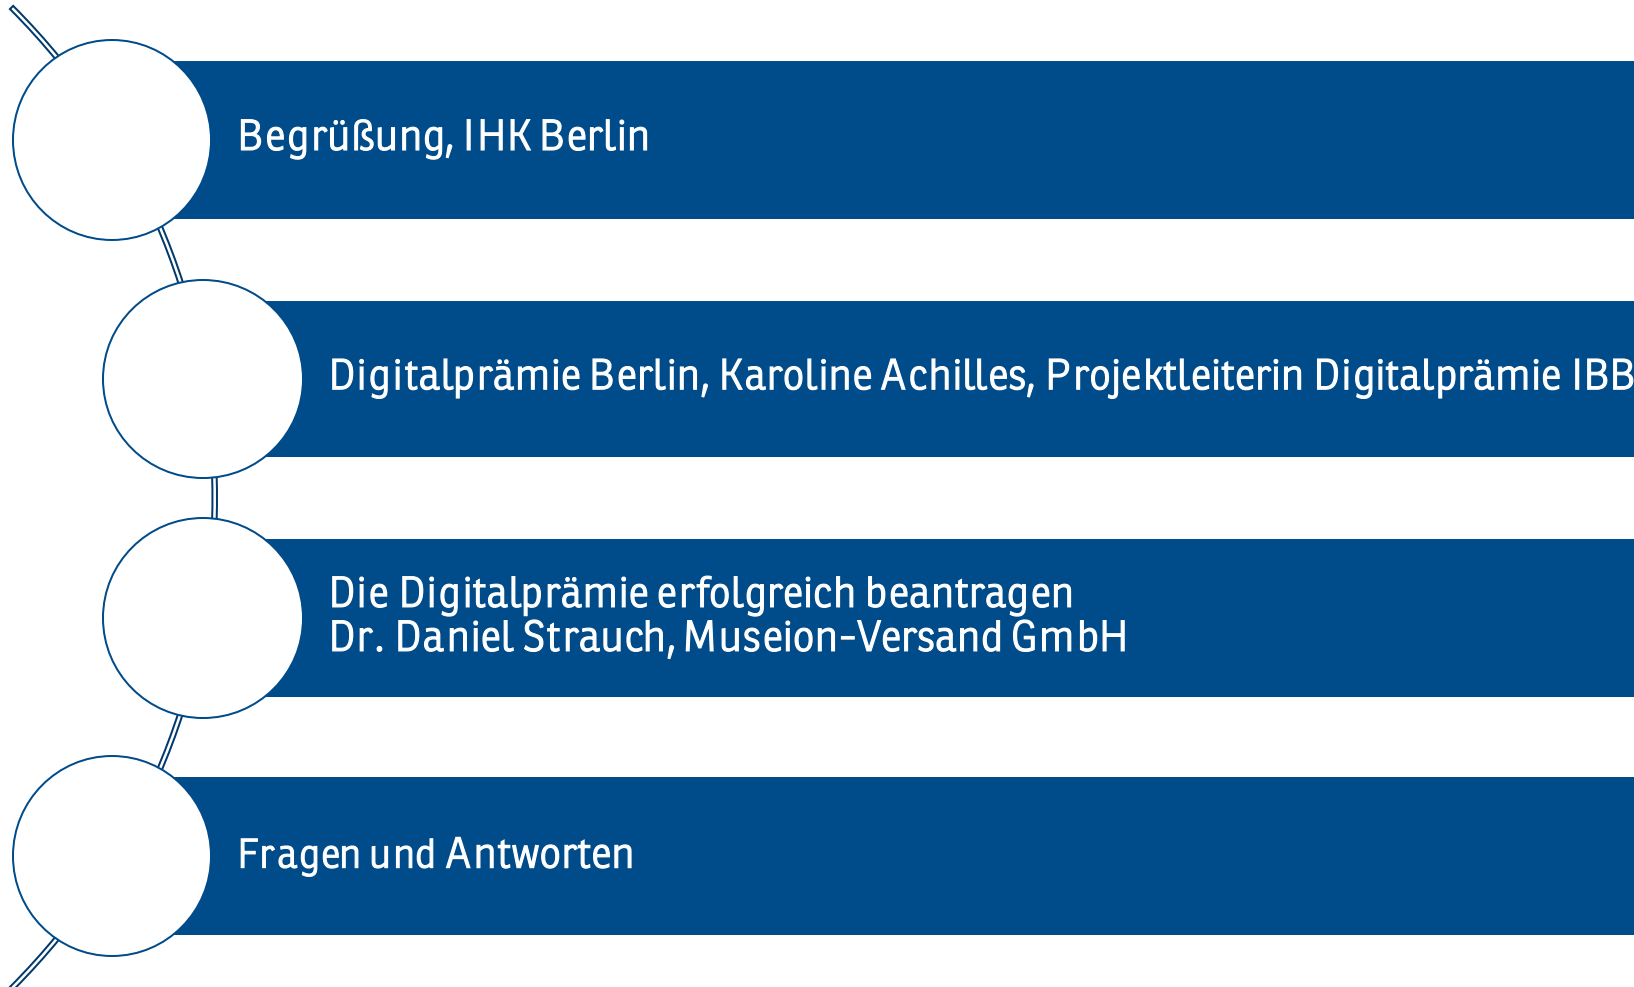 Begrüßung, IHK Berlin
Digitalprämie Berlin, Karoline Achilles, Projektleiterin Digitalprämie IBB
Die Digitalprämie erfolgreich beantragen
Dr. Daniel Strauch, Museion-Versand GmbH
Fragen und Antworten